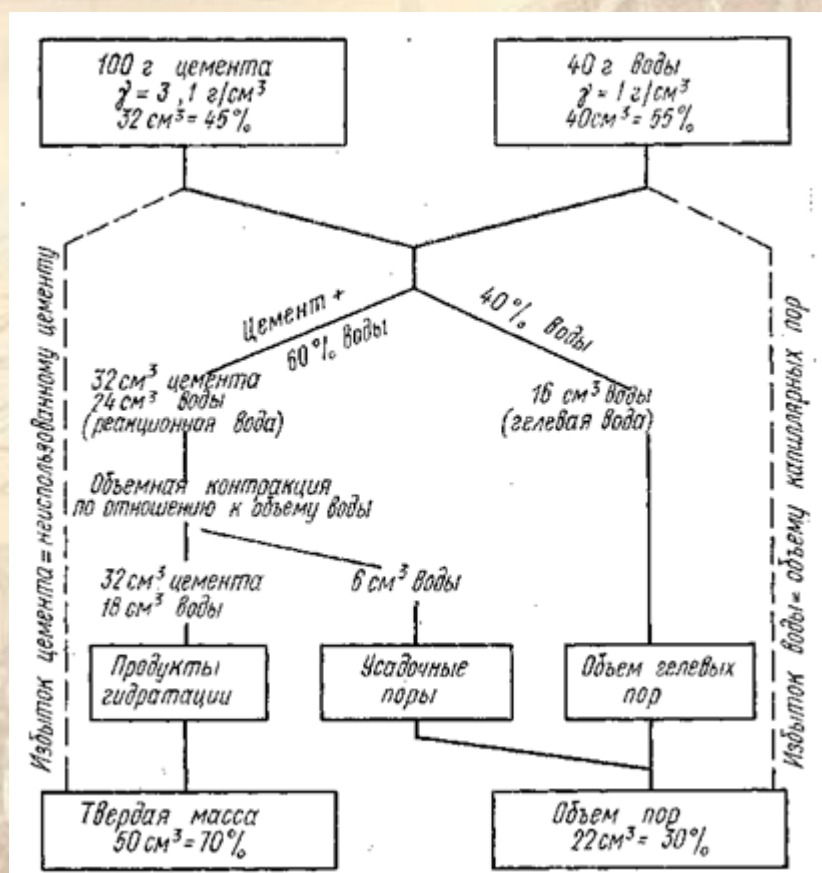 100 г цемента
γ = 3,1 г/см³
32 см³ = 45%
40 г воды
γ = 1 г/см³
40 см³ = 55%
Цемент +
60% воды
40% воды
32 см³ цемента
24 см³ воды
(реакционная вода)
16 см³ воды
(гелевая вода)
Объемная контракция
по отношению к объему воды
32 см³ цемента
18 см³ воды
6 см³ воды
Продукты
гидратации
Усадочные
поры
Объем гелевых
пор
Твердая масса
50 см³ = 70%
Объем пор
22 см³ = 30%
Избыток цемента = неиспользованному цементу
Избыток воды = объему капиллярных пор